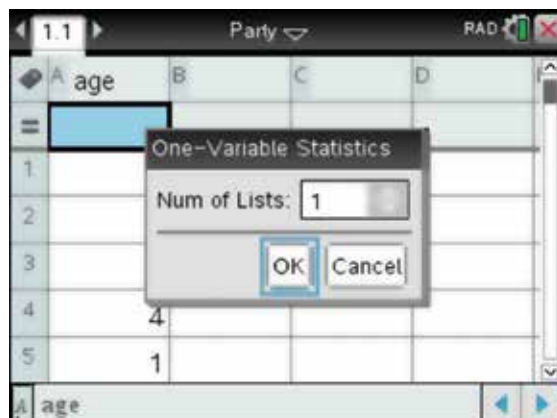 1.1 Party RAD
A age B C D
=
One-Variable Statistics
1
Num of Lists: 1
2
3 OK Cancel
4 4
5 1
A age